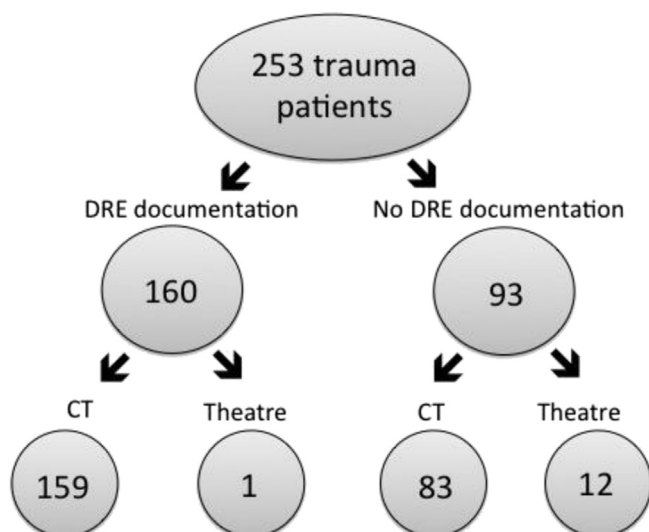 253 trauma
patients
DRE documentation
No DRE documentation
160
93
CT
Theatre
CT
Theatre
159
1
83
12